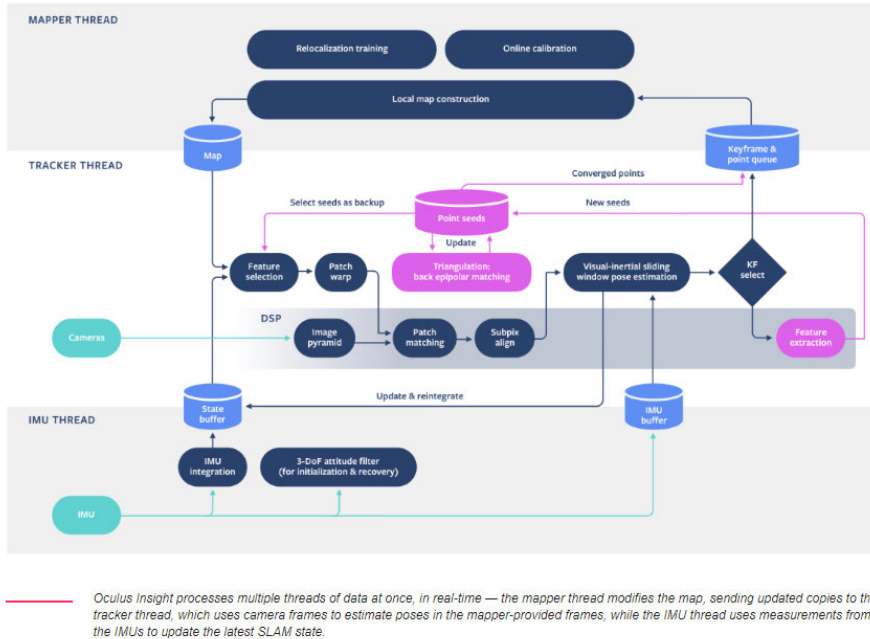 MAPPER THREAD
Relocalization training
Online calibration
Local map construction
Map
Keyframe &
point queue
TRACKER THREAD
Converged points
Select seeds as backup
Point seeds
New seeds
Update
Feature
selection
Patch
warp
Triangulation:
back epipolar matching
Visual-inertial sliding
window pose estimation
KF
select
DSP
Cameras
Image
pyramid
Patch
matching
Subpix
align
Feature
extraction
State
buffer
Update & reintegrate
IMU
buffer
IMU THREAD
IMU
integration
3-DoF attitude filter
(for initialization & recovery)
IMU
Oculus Insight processes multiple threads of data at once, in real-time — the mapper thread modifies the map, sending updated copies to th
tracker thread, which uses camera frames to estimate poses in the mapper-provided frames, while the IMU thread uses measurements from
the IMUs to update the latest SLAM state.